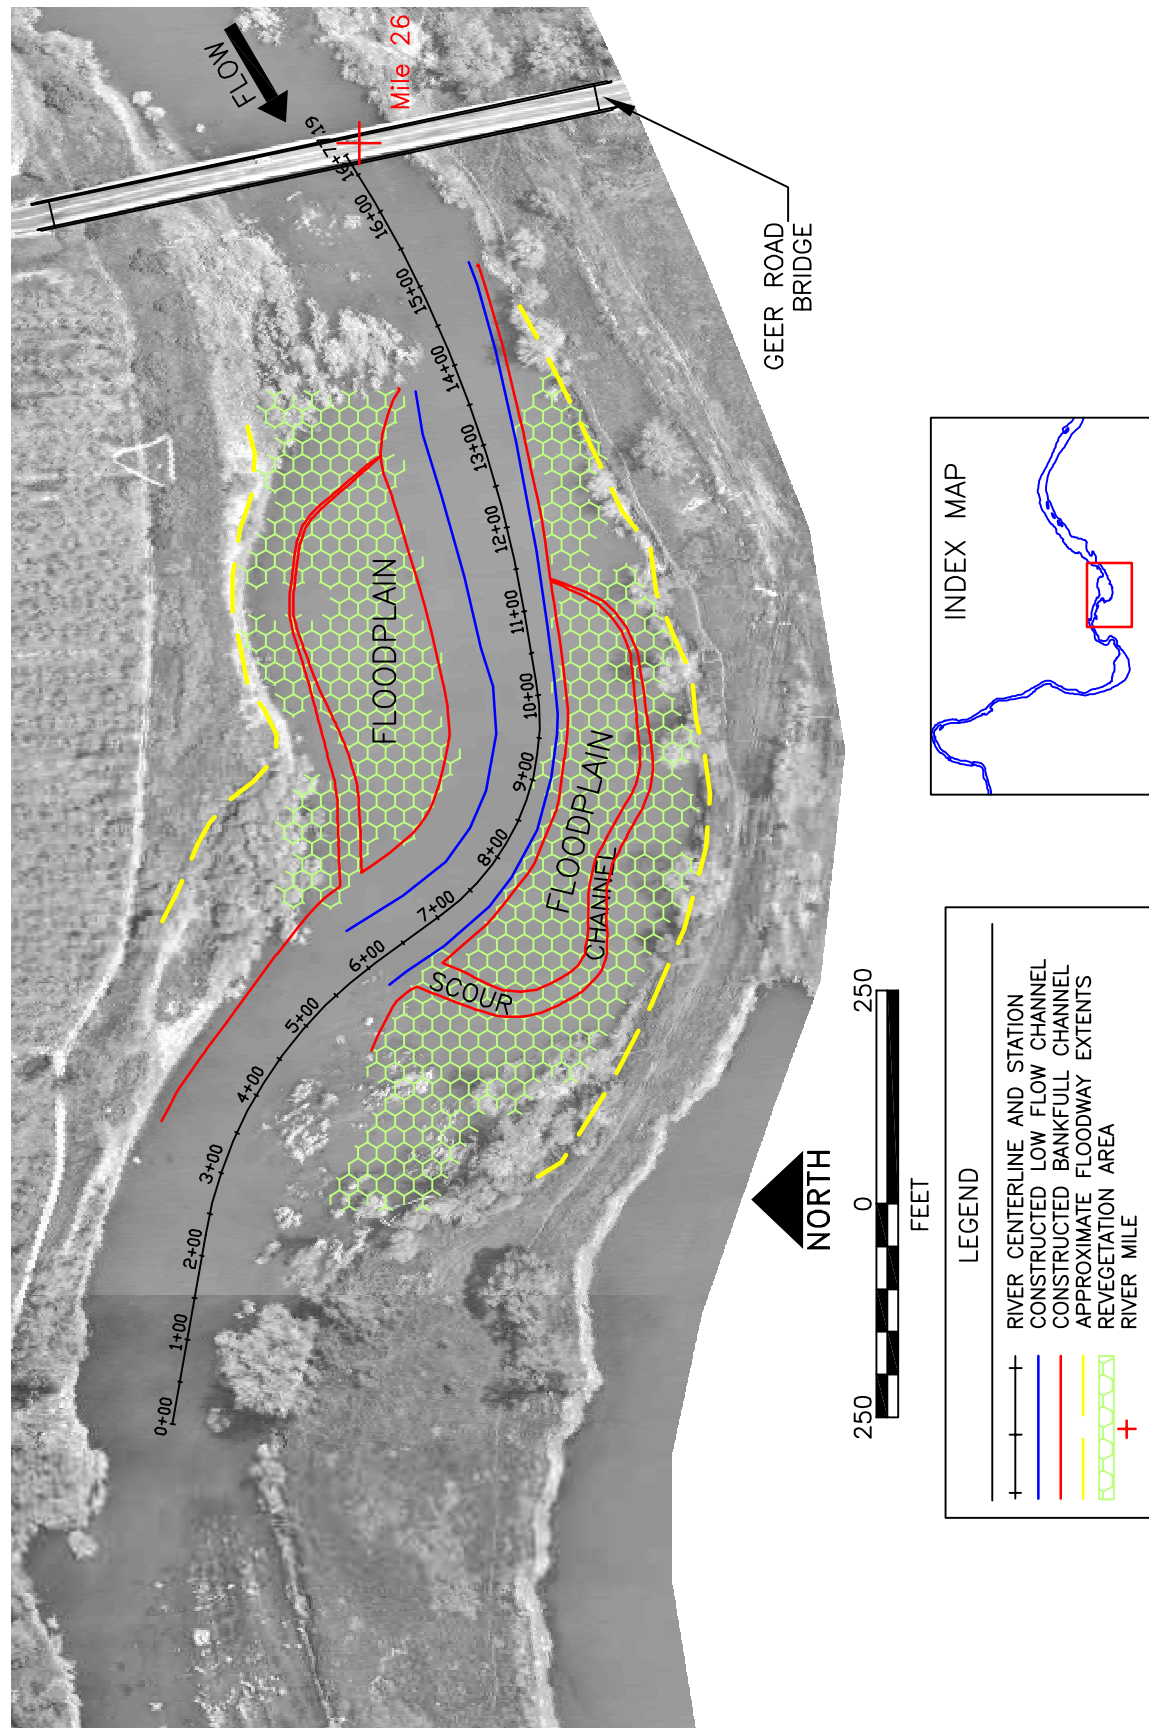 FLOW
Mile 26
16+77.19
16+00
15+00
14+00
13+00
12+00
11+00
10+00
9+00
8+00
7+00
6+00
5+00
4+00
3+00
2+00
1+00
0+00
FLOODPLAIN
FLOODPLAIN
SCOUR
CHANNEL
GEER ROAD
BRIDGE
INDEX MAP
NORTH
250
0
250
FEET
LEGEND
RIVER CENTERLINE AND STATION
CONSTRUCTED LOW FLOW CHANNEL
CONSTRUCTED BANKFULL CHANNEL
APPROXIMATE FLOODWAY EXTENTS
REVEGETATION AREA
RIVER MILE